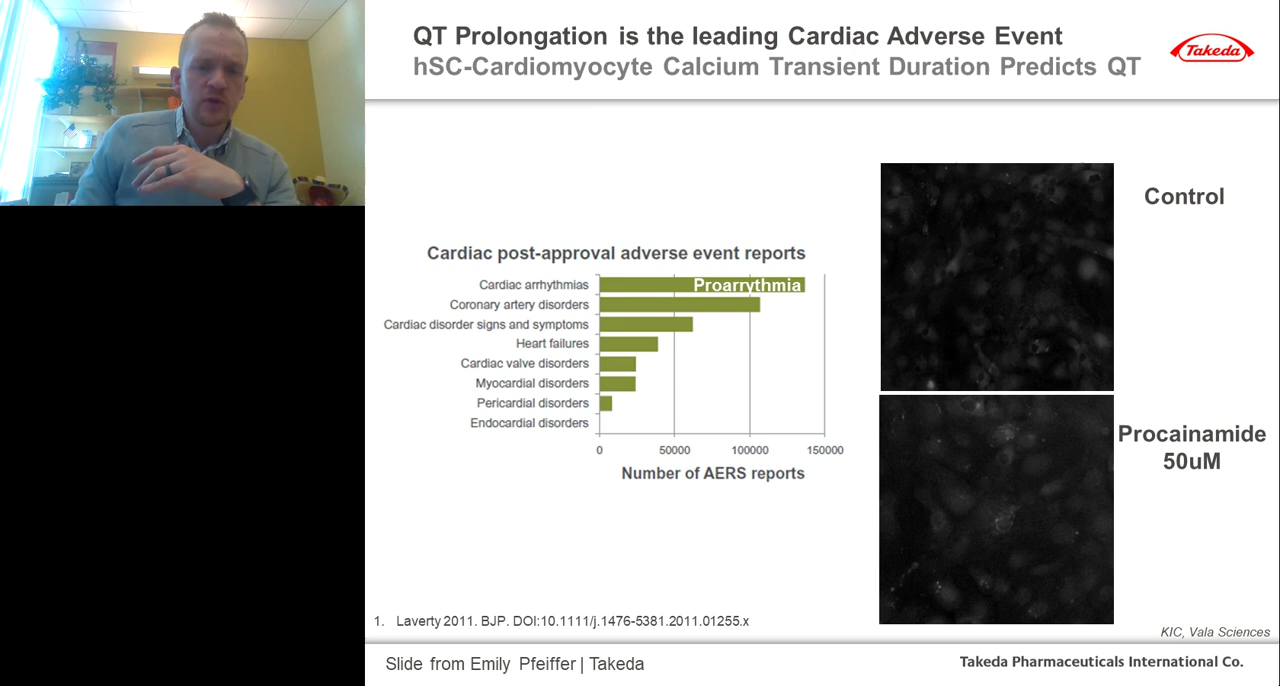 QT Prolongation is the leading Cardiac Adverse Event
hSC-Cardiomyocyte Calcium Transient Duration Predicts QT
Takeda
Control
Cardiac post-approval adverse event reports
Cardiac arrhythmias
Proarrythmia
Coronary artery disorders
Cardiac disorder signs and symptoms
Heart failures
Cardiac valve disorders
Myocardial disorders
Pericardial disorders
Endocardial disorders
0 50000 100000 150000
Number of AERS reports
Procainamide
50uM
1. Laverty 2011. BJP. DOI:10.1111/j.1476-5381.2011.01255.x
KIC, Vala Sciences
Slide from Emily Pfeiffer | Takeda
Takeda Pharmaceuticals International Co.